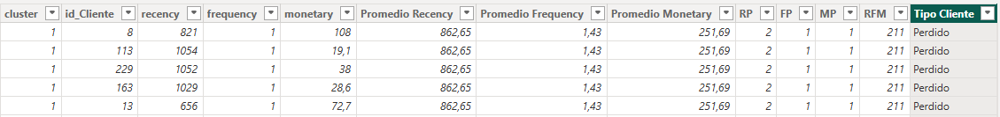 cluster id_Cliente recency frequency monetary Promedio Recency Promedio Frequency Promedio Monetary RP FP MP RFM Tipo Cliente
1 8 821 1 108 862,65 1,43 251,69 2 1 1 211 Perdido
1 113 1054 1 19,1 862,65 1,43 251,69 2 1 1 211 Perdido
1 229 1052 1 38 862,65 1,43 251,69 2 1 1 211 Perdido
1 163 1029 1 28,6 862,65 1,43 251,69 2 1 1 211 Perdido
1 13 656 1 72,7 862,65 1,43 251,69 2 1 1 211 Perdido